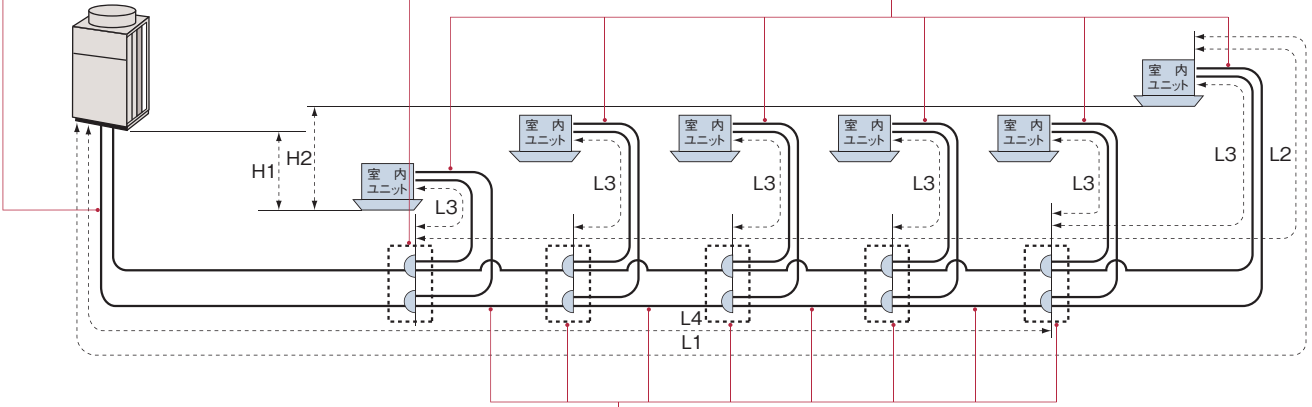 室 内
ユニット
室 内
ユニット
室 内
ユニット
室 内
ユニット
室 内
ユニット
室 内
ユニット
H1
H2
L3
L3
L3
L3
L3
L3
L2
L4
L1